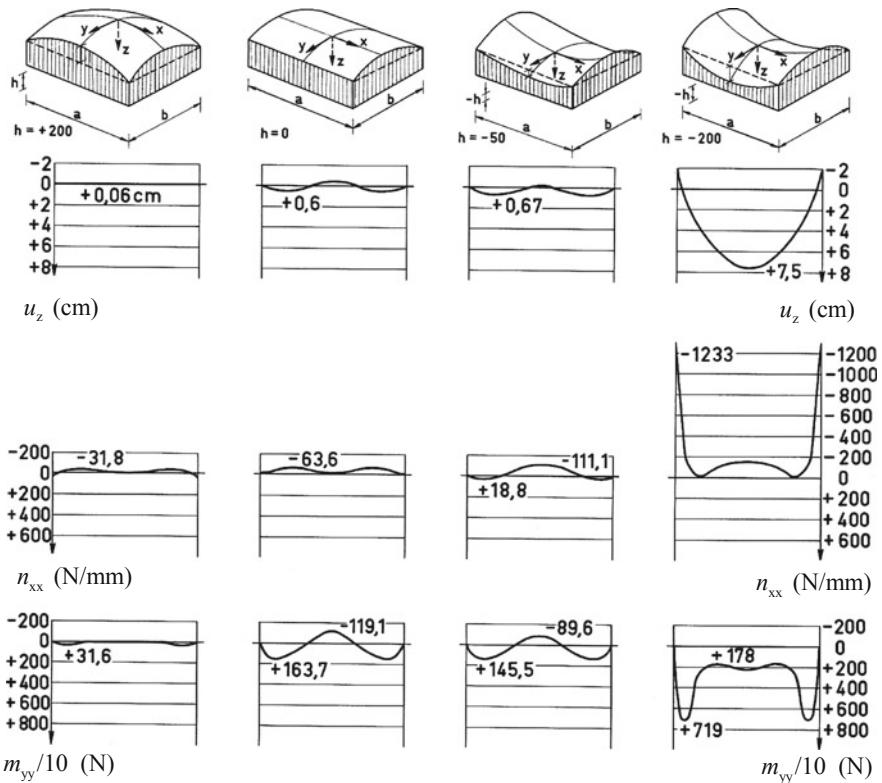 y x z
h
a b
h = +200
y x z
a b
h = 0
y x z
-h
a b
h = -50
y x z
-h
a b
h = -200
-2
0
+2
+4
+6
+8
+0,06 cm
+0,6
+0,67
+7,5
-2
0
+2
+4
+6
+8
u_z (cm)
u_z (cm)
-200
0
+200
+400
+600
-31,8
-63,6
+18,8
-111,1
-1233
-1200
-1000
-800
-600
-400
-200
0
+200
+400
+600
n_xx (N/mm)
n_xx (N/mm)
-200
0
+200
+400
+600
+800
+31,6
-119,1
+163,7
-89,6
+145,5
+178
+719
-200
0
+200
+400
+600
+800
m_yy/10 (N)
m_yy/10 (N)